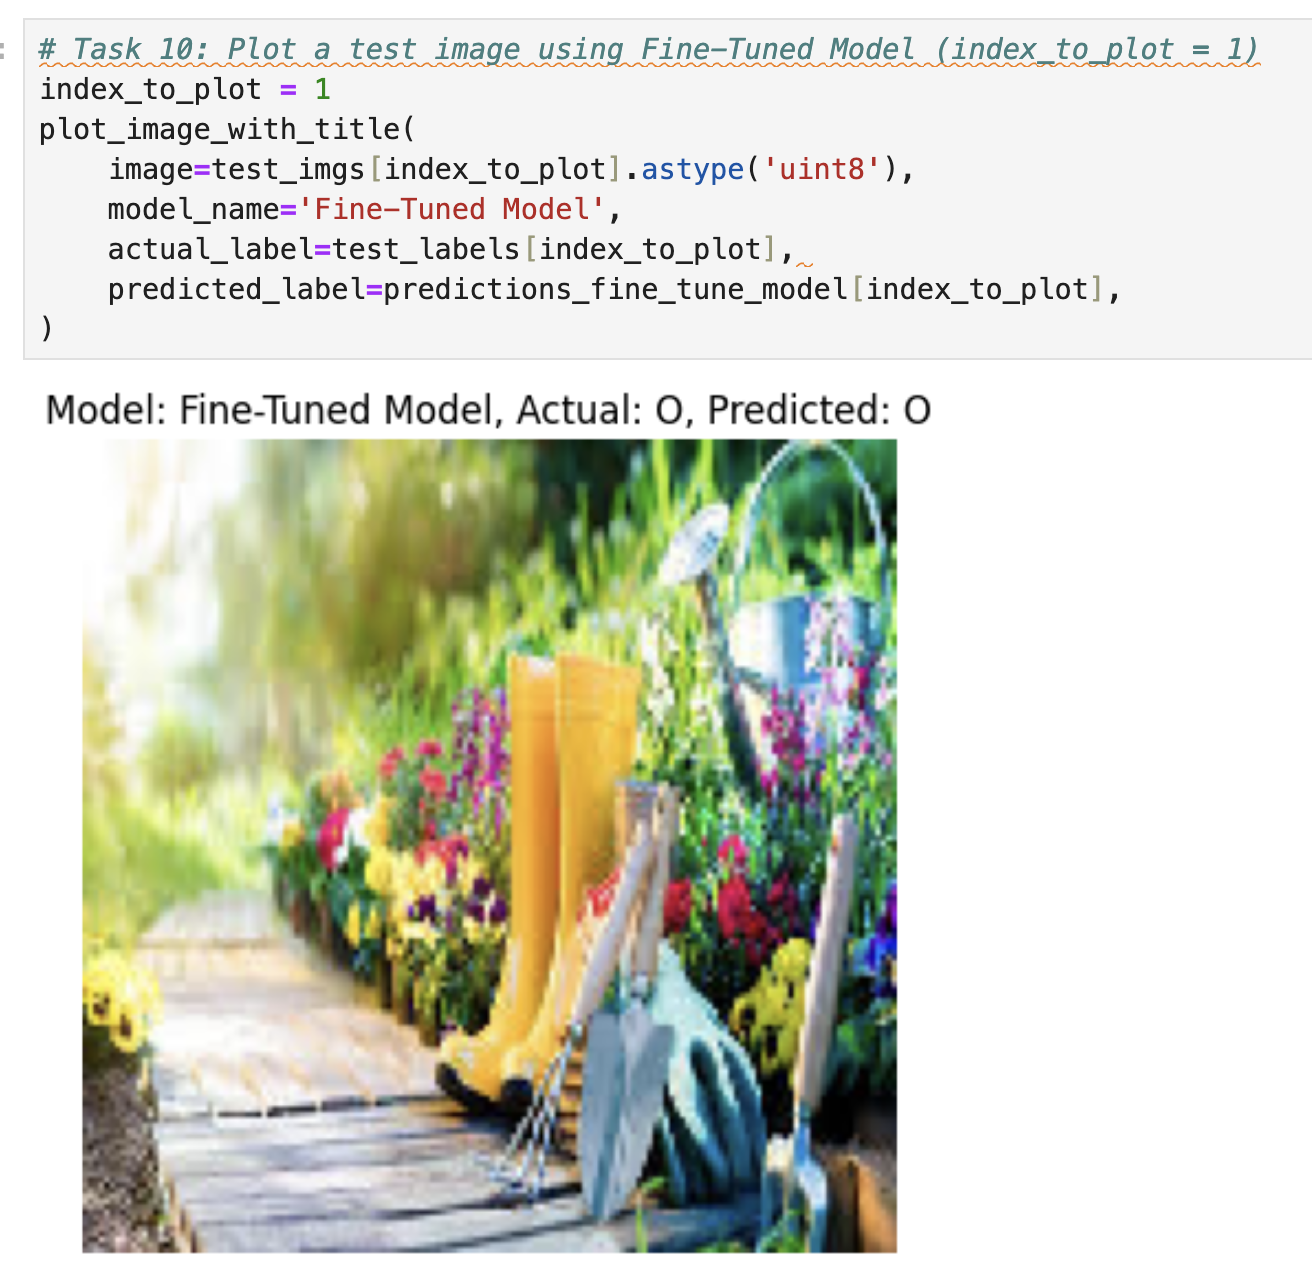 # Task 10: Plot a test image using Fine-Tuned Model (index_to_plot = 1)
index_to_plot = 1
plot_image_with_title(
    image=test_imgs[index_to_plot].astype('uint8'),
    model_name='Fine-Tuned Model',
    actual_label=test_labels[index_to_plot],
    predicted_label=predictions_fine_tune_model[index_to_plot],
)
Model: Fine-Tuned Model, Actual: O, Predicted: O